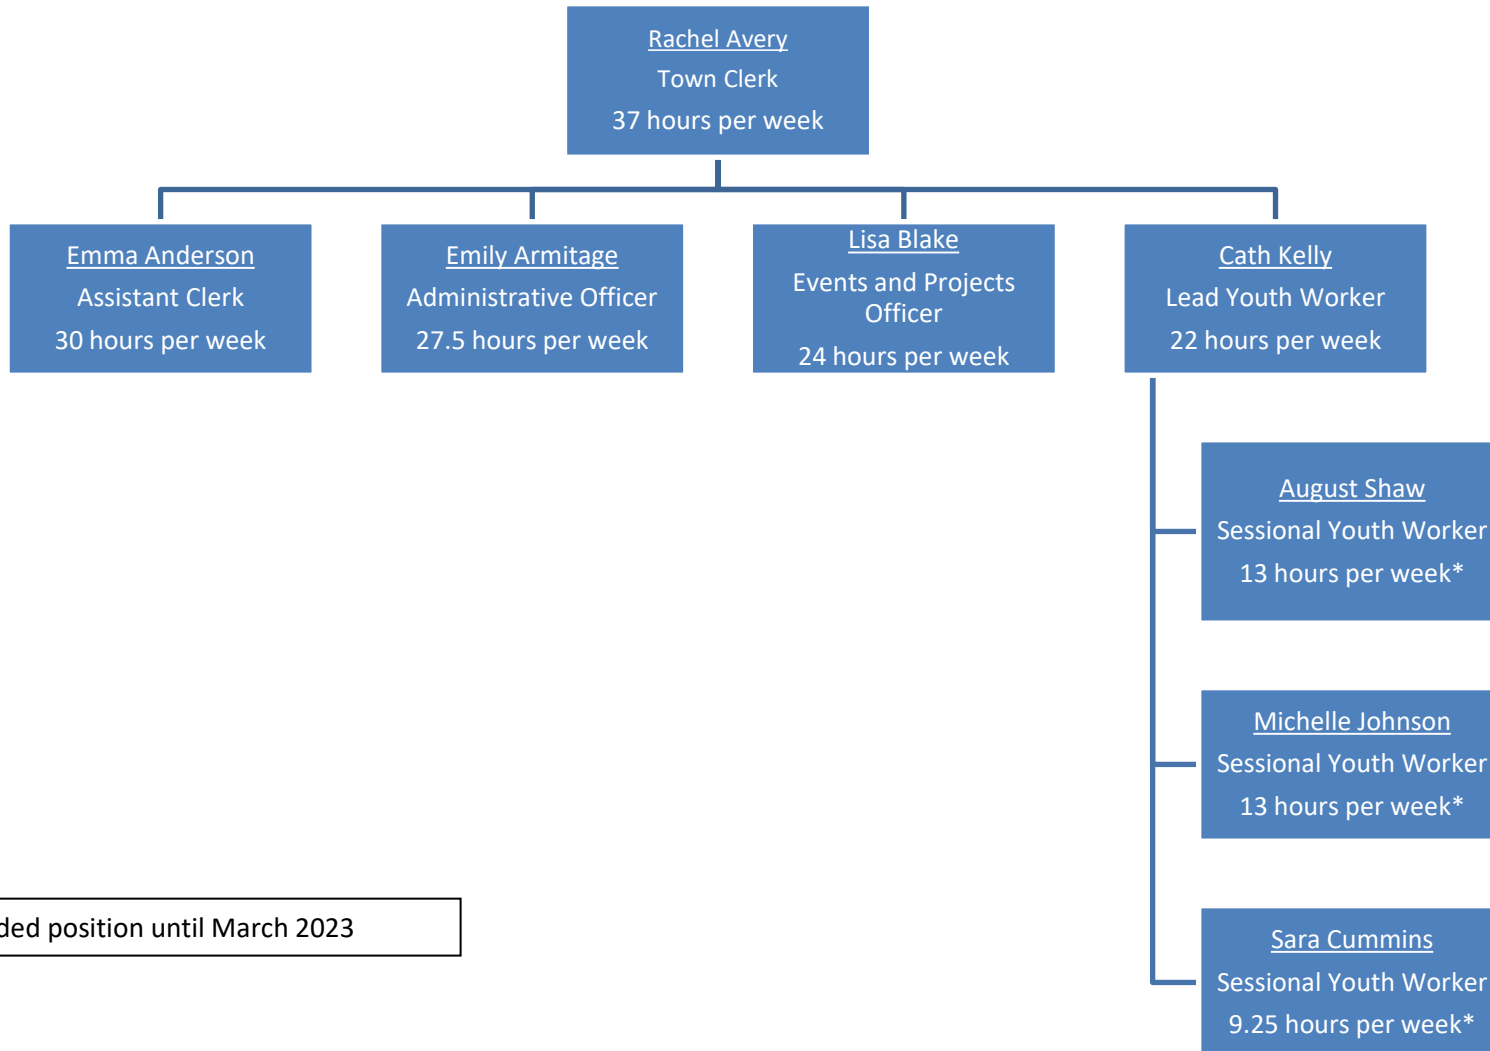 Rachel Avery
Town Clerk
37 hours per week
Emma Anderson
Assistant Clerk
30 hours per week
Emily Armitage
Administrative Officer
27.5 hours per week
Lisa Blake
Events and Projects
Officer
24 hours per week
Cath Kelly
Lead Youth Worker
22 hours per week
August Shaw
Sessional Youth Worker
13 hours per week*
Michelle Johnson
Sessional Youth Worker
13 hours per week*
Sara Cummins
Sessional Youth Worker
9.25 hours per week*
position until March 2023